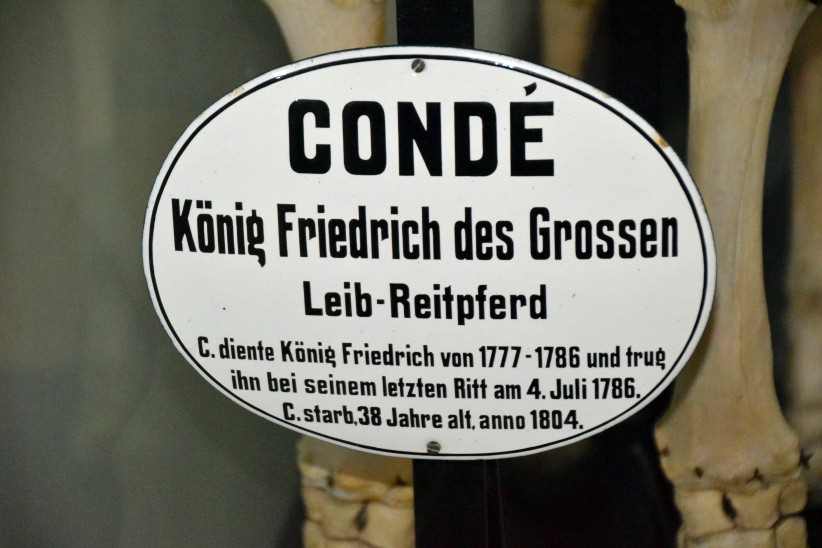 CONDÉ
König Friedrich des Grossen
Leib-Reitpferd
C. diente König Friedrich von 1777-1786 und trug
ihn bei seinem letzten Ritt am 4. Juli 1786.
C. starb, 38 Jahre alt, anno 1804.